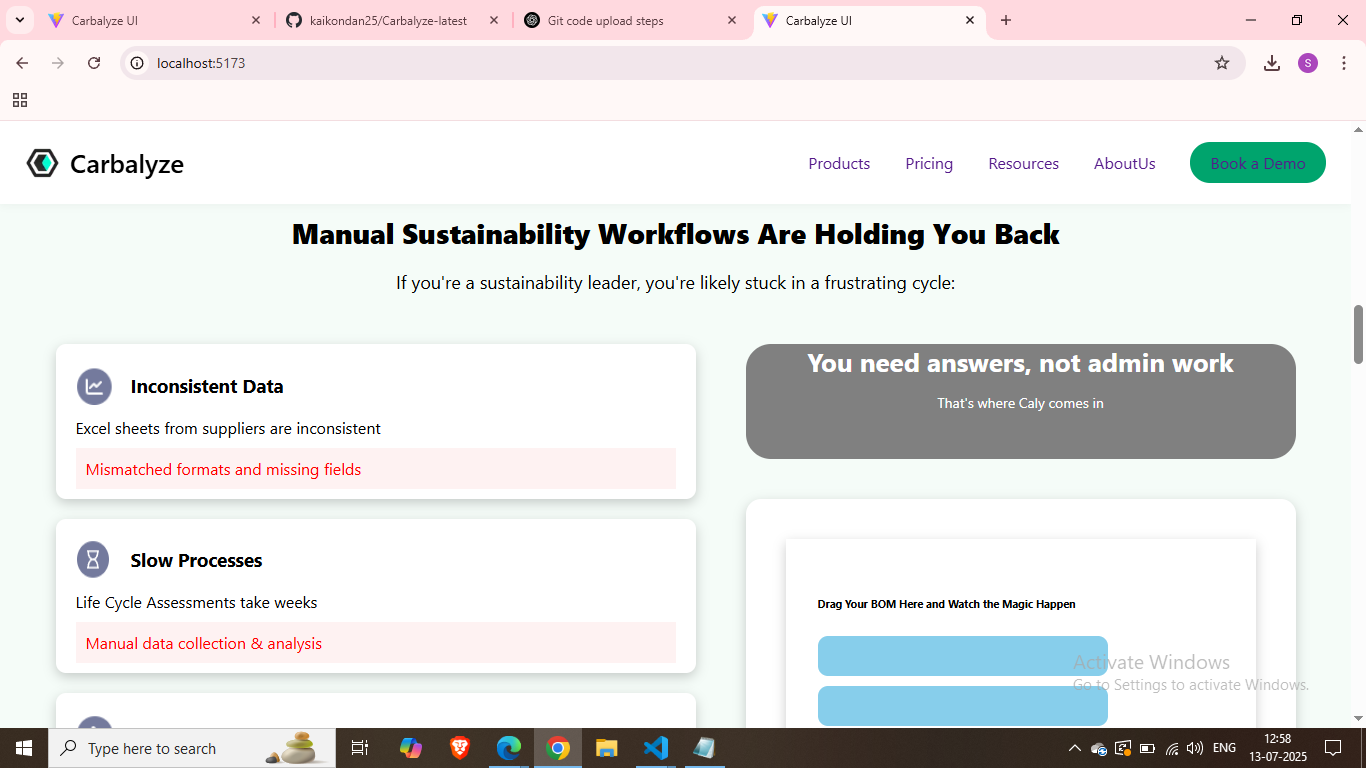 Carbalyze UI
kaikondan25/Carbalyze-latest
Git code upload steps
Carbalyze UI
localhost:5173
S
Carbalyze
Products
Pricing
Resources
AboutUs
Book a Demo
Manual Sustainability Workflows Are Holding You Back
If you're a sustainability leader, you're likely stuck in a frustrating cycle:
Inconsistent Data
Excel sheets from suppliers are inconsistent
Mismatched formats and missing fields
Slow Processes
Life Cycle Assessments take weeks
Manual data collection & analysis
You need answers, not admin work
That's where Caly comes in
Drag Your BOM Here and Watch the Magic Happen
Activate Windows
Go to Settings to activate Windows.
Type here to search
ENG
12:58
13-07-2025